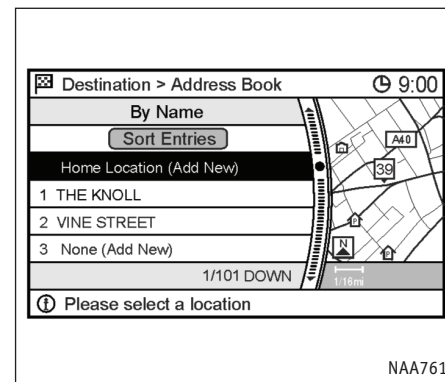 Destination > Address Book 9:00
By Name
Sort Entries
Home Location (Add New)
1 THE KNOLL
2 VINE STREET
3 None (Add New)
1/101 DOWN
A40
39
P
N
P
1/16mi
i Please select a location
NAA761